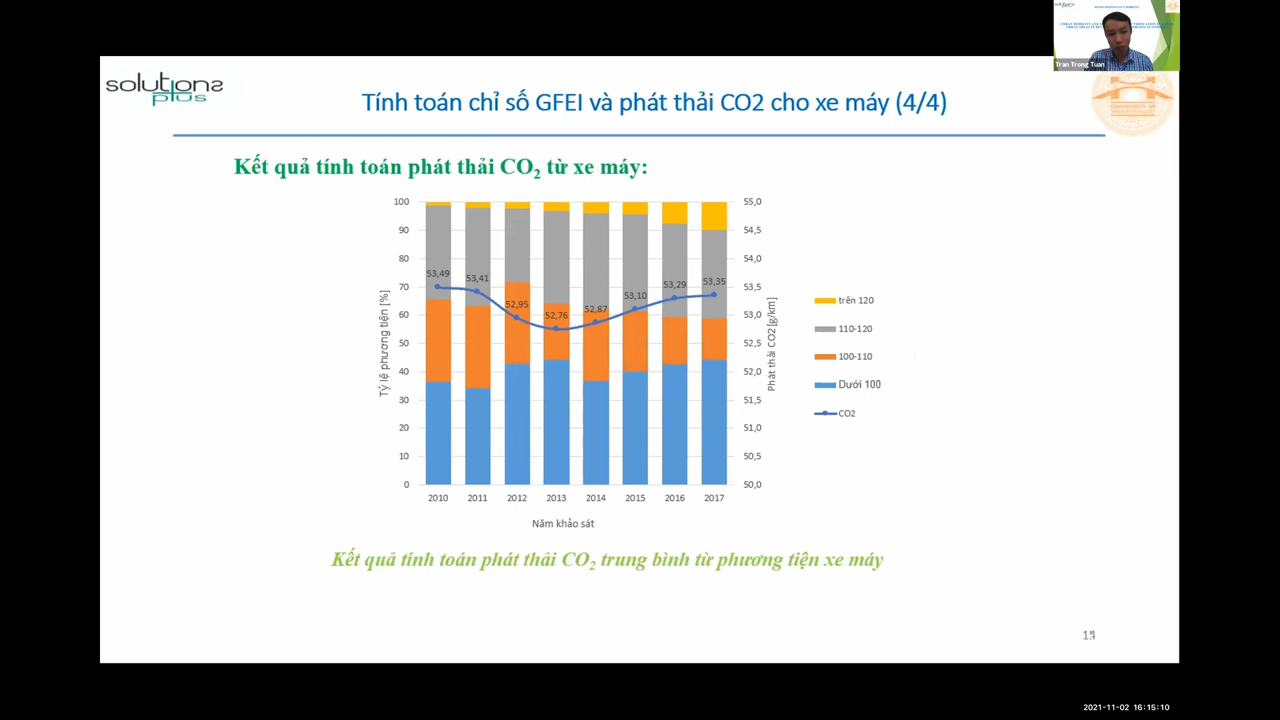 solutions
plus
Tran Trong Tuan
Tính toán chỉ số GFEI và phát thải CO2 cho xe máy (4/4)
Kết quả tính toán phát thải CO2 từ xe máy:
Tỷ lệ phương tiện [%]
100
90
80
70
60
50
40
30
20
10
0
53,49
53,41
52,95
52,76
52,87
53,10
53,29
53,35
55,0
54,5
54,0
53,5
53,0
52,5
52,0
51,5
51,0
50,5
50,0
Phát thải CO2 [g/km]
2010 2011 2012 2013 2014 2015 2016 2017
Năm khảo sát
trên 120
110-120
100-110
Dưới 100
CO2
Kết quả tính toán phát thải CO2 trung bình từ phương tiện xe máy
2021-11-02 16:15:10